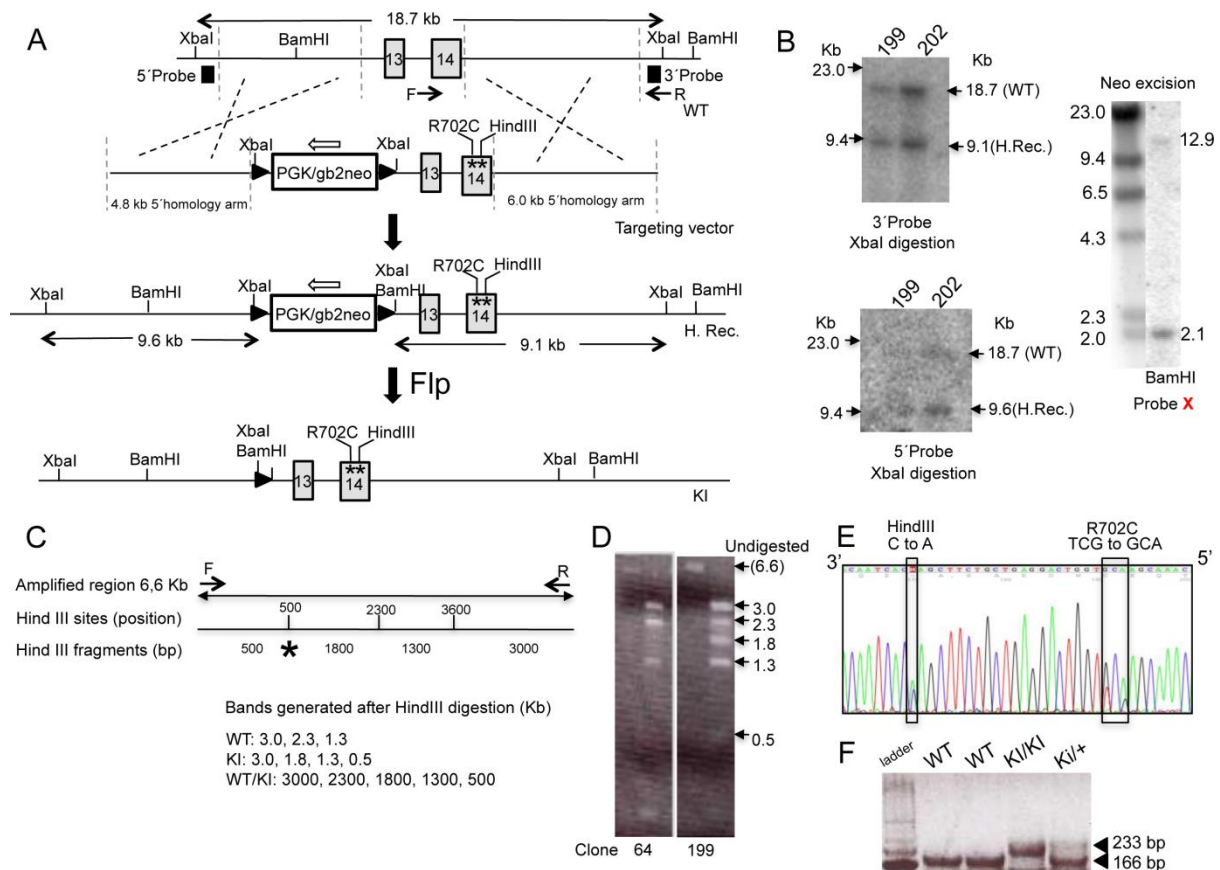 A
18.7 kb
XbaI
BamHI
XbaI
BamHI
13
14
5´Probe
3´Probe
F
R
WT
R702C
HindIII
XbaI
XbaI
PGK/gb2neo
13
**
14
4.8 kb 5´homology arm
6.0 kb 5´homology arm
Targeting vector
XbaI
BamHI
XbaI
XbaI
BamHI
R702C
HindIII
XbaI
BamHI
PGK/gb2neo
13
**
14
H. Rec.
9.6 kb
9.1 kb
Flp
XbaI
BamHI
XbaI
BamHI
R702C
HindIII
XbaI
BamHI
13
**
14
KI
B
Kb
199
202
Kb
23.0
18.7 (WT)
9.4
9.1(H.Rec.)
3´Probe
XbaI digestion
199
202
Kb
Kb
23.0
18.7 (WT)
9.4
9.6(H.Rec.)
5´Probe
XbaI digestion
Neo excision
23.0
12.9
9.4
6.5
4.3
2.3
2.0
2.1
BamHI
Probe X
C
F
R
Amplified region 6,6 Kb
Hind III sites (position)
500
2300
3600
Hind III fragments (bp)
500
*
1800
1300
3000
Bands generated after HindIII digestion (Kb)
WT: 3.0, 2.3, 1.3
KI: 3.0, 1.8, 1.3, 0.5
WT/KI: 3000, 2300, 1800, 1300, 500
D
Undigested
(6.6)
3.0
2.3
1.8
1.3
0.5
Clone
64
199
E
HindIII
C to A
R702C
TCG to GCA
3´
5´
F
ladder
WT
WT
KI/KI
Ki/+
233 bp
166 bp